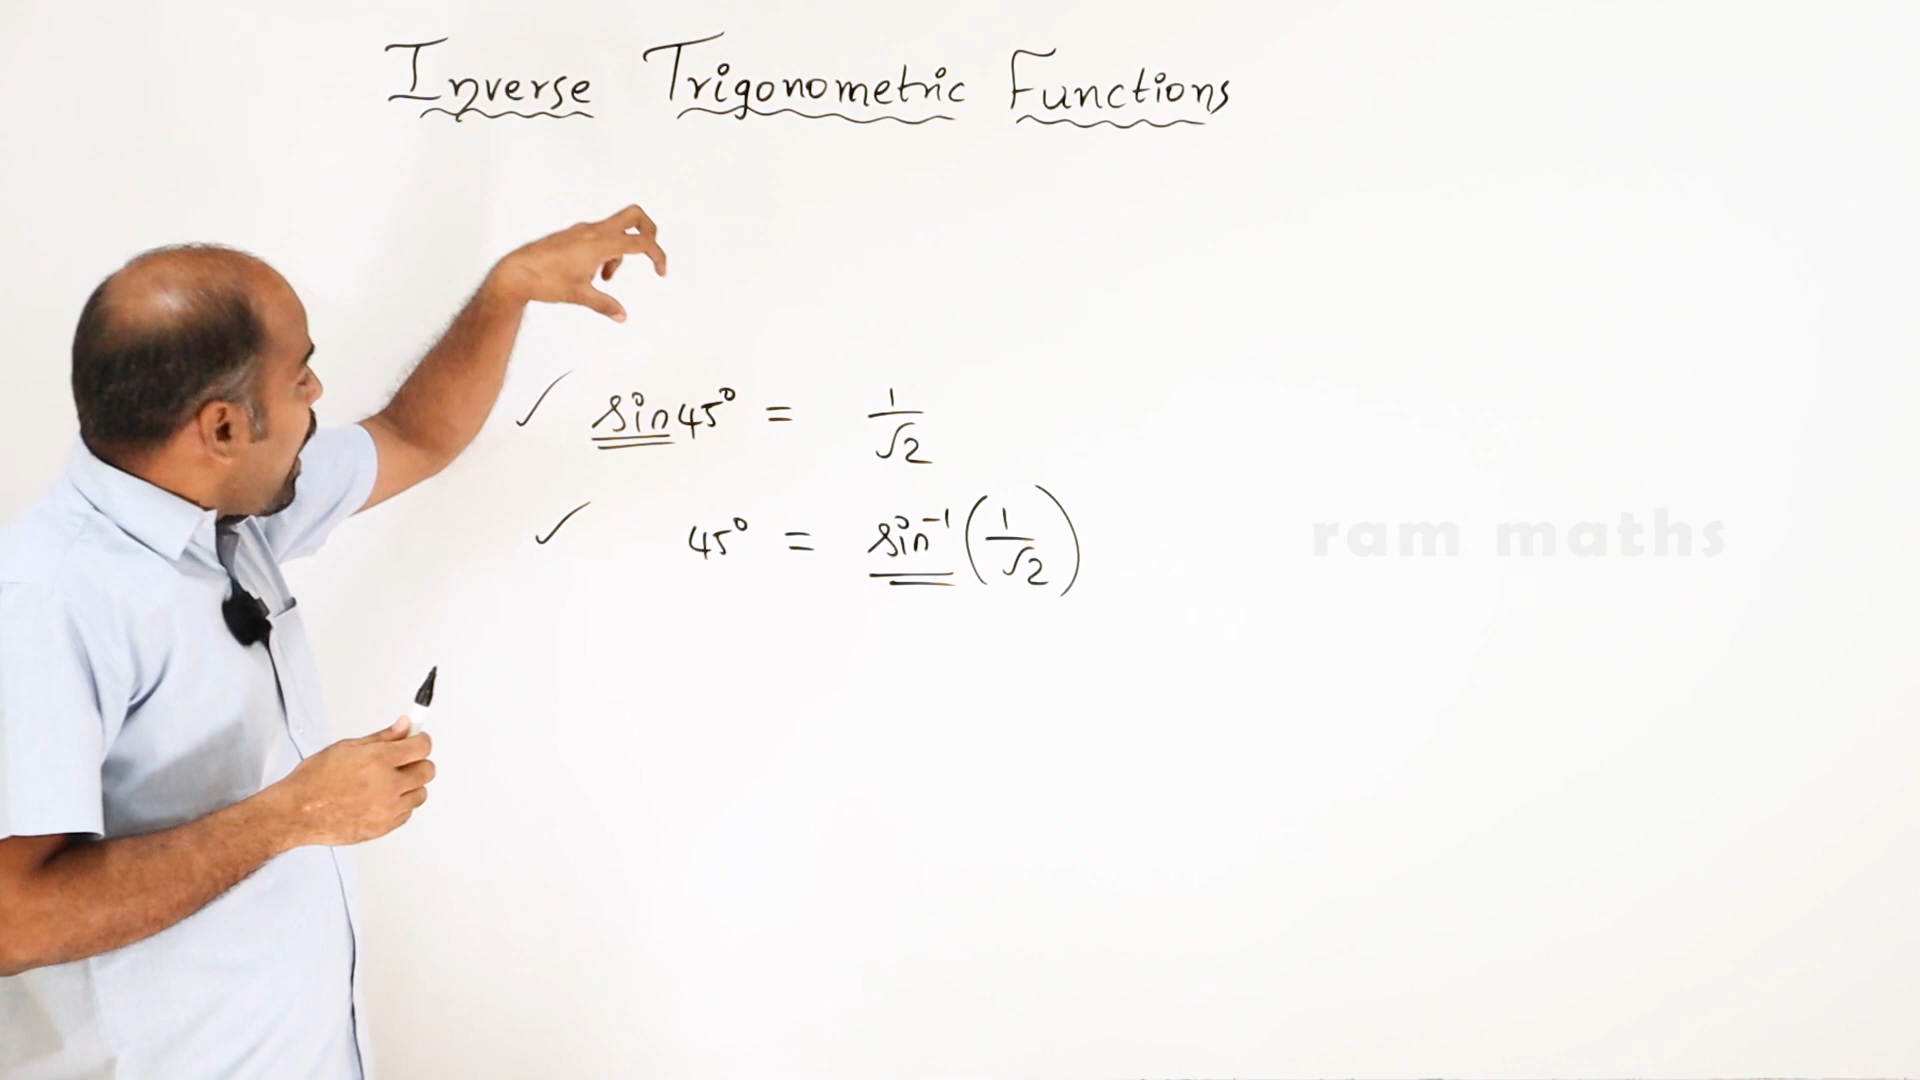 Inverse Trigonometric Functions
✓ sin45° = 1/√2
✓ 45° = sin⁻¹(1/√2)
ram maths